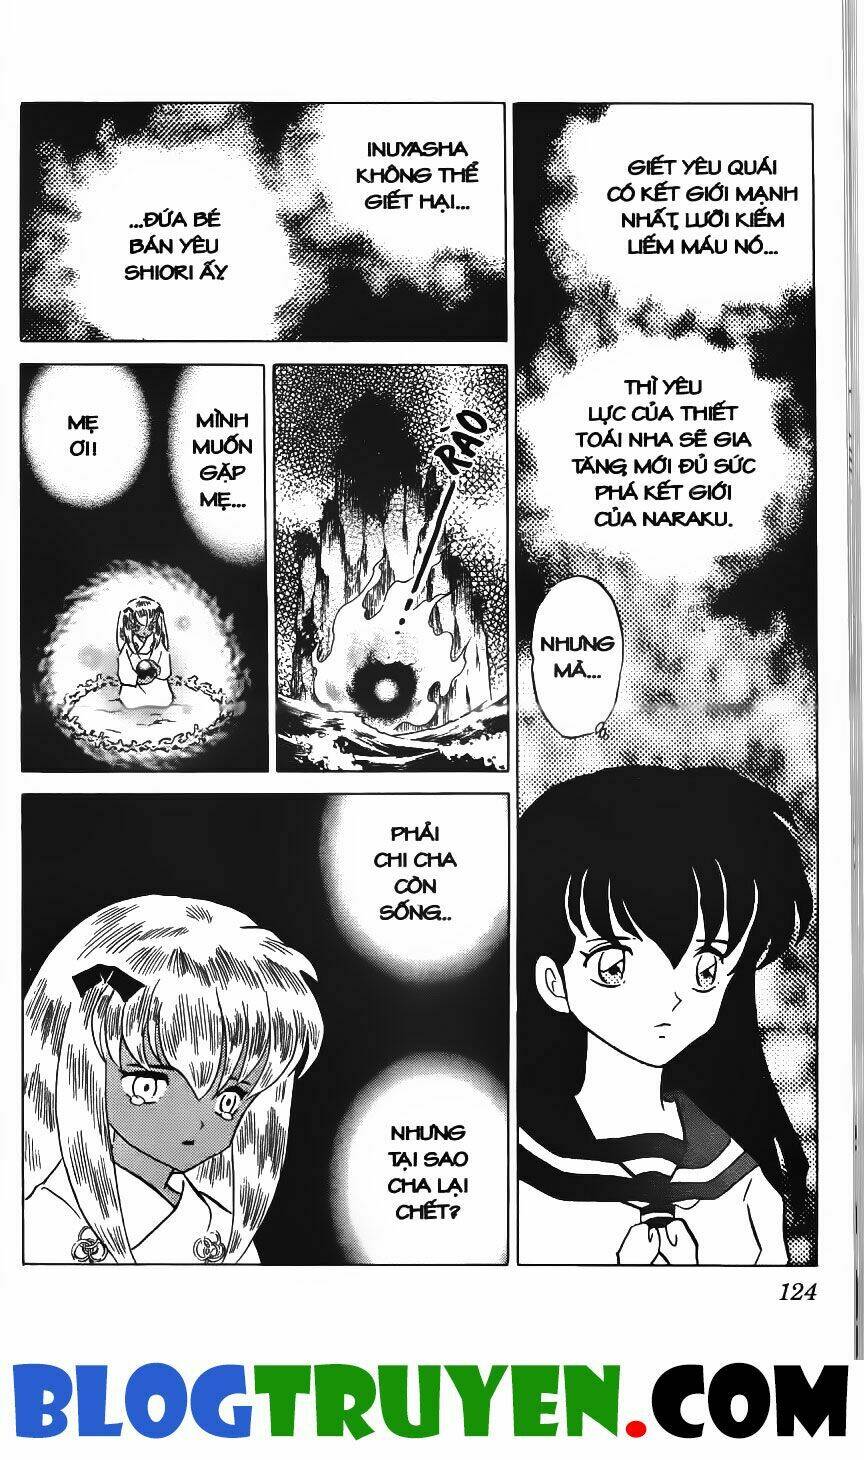 GIẾT YÊU QUÁI
CÓ KẾT GIỚI MẠNH
NHẤT, LƯỠI KIẾM
LIẾM MÁU NÓ...
THÌ YÊU
LỰC CỦA THIẾT
TOÁI NHA SẼ GIA
TĂNG, MỚI ĐỦ SỨC
PHÁ KẾT GIỚI
CỦA NARAKU.
NHƯNG
MÀ...
INUYASHA
KHÔNG THỂ
GIẾT HẠI...
...ĐỨA BÉ
BÁN YÊU
SHIORI ẤY.
RÀO
MÌNH
MUỐN
GẶP
MẸ...
MẸ
ƠI!
PHẢI
CHI CHA
CÒN
SỐNG...
NHƯNG
TẠI SAO
CHA LẠI
CHẾT?
124
BLOGTRUYEN.COM